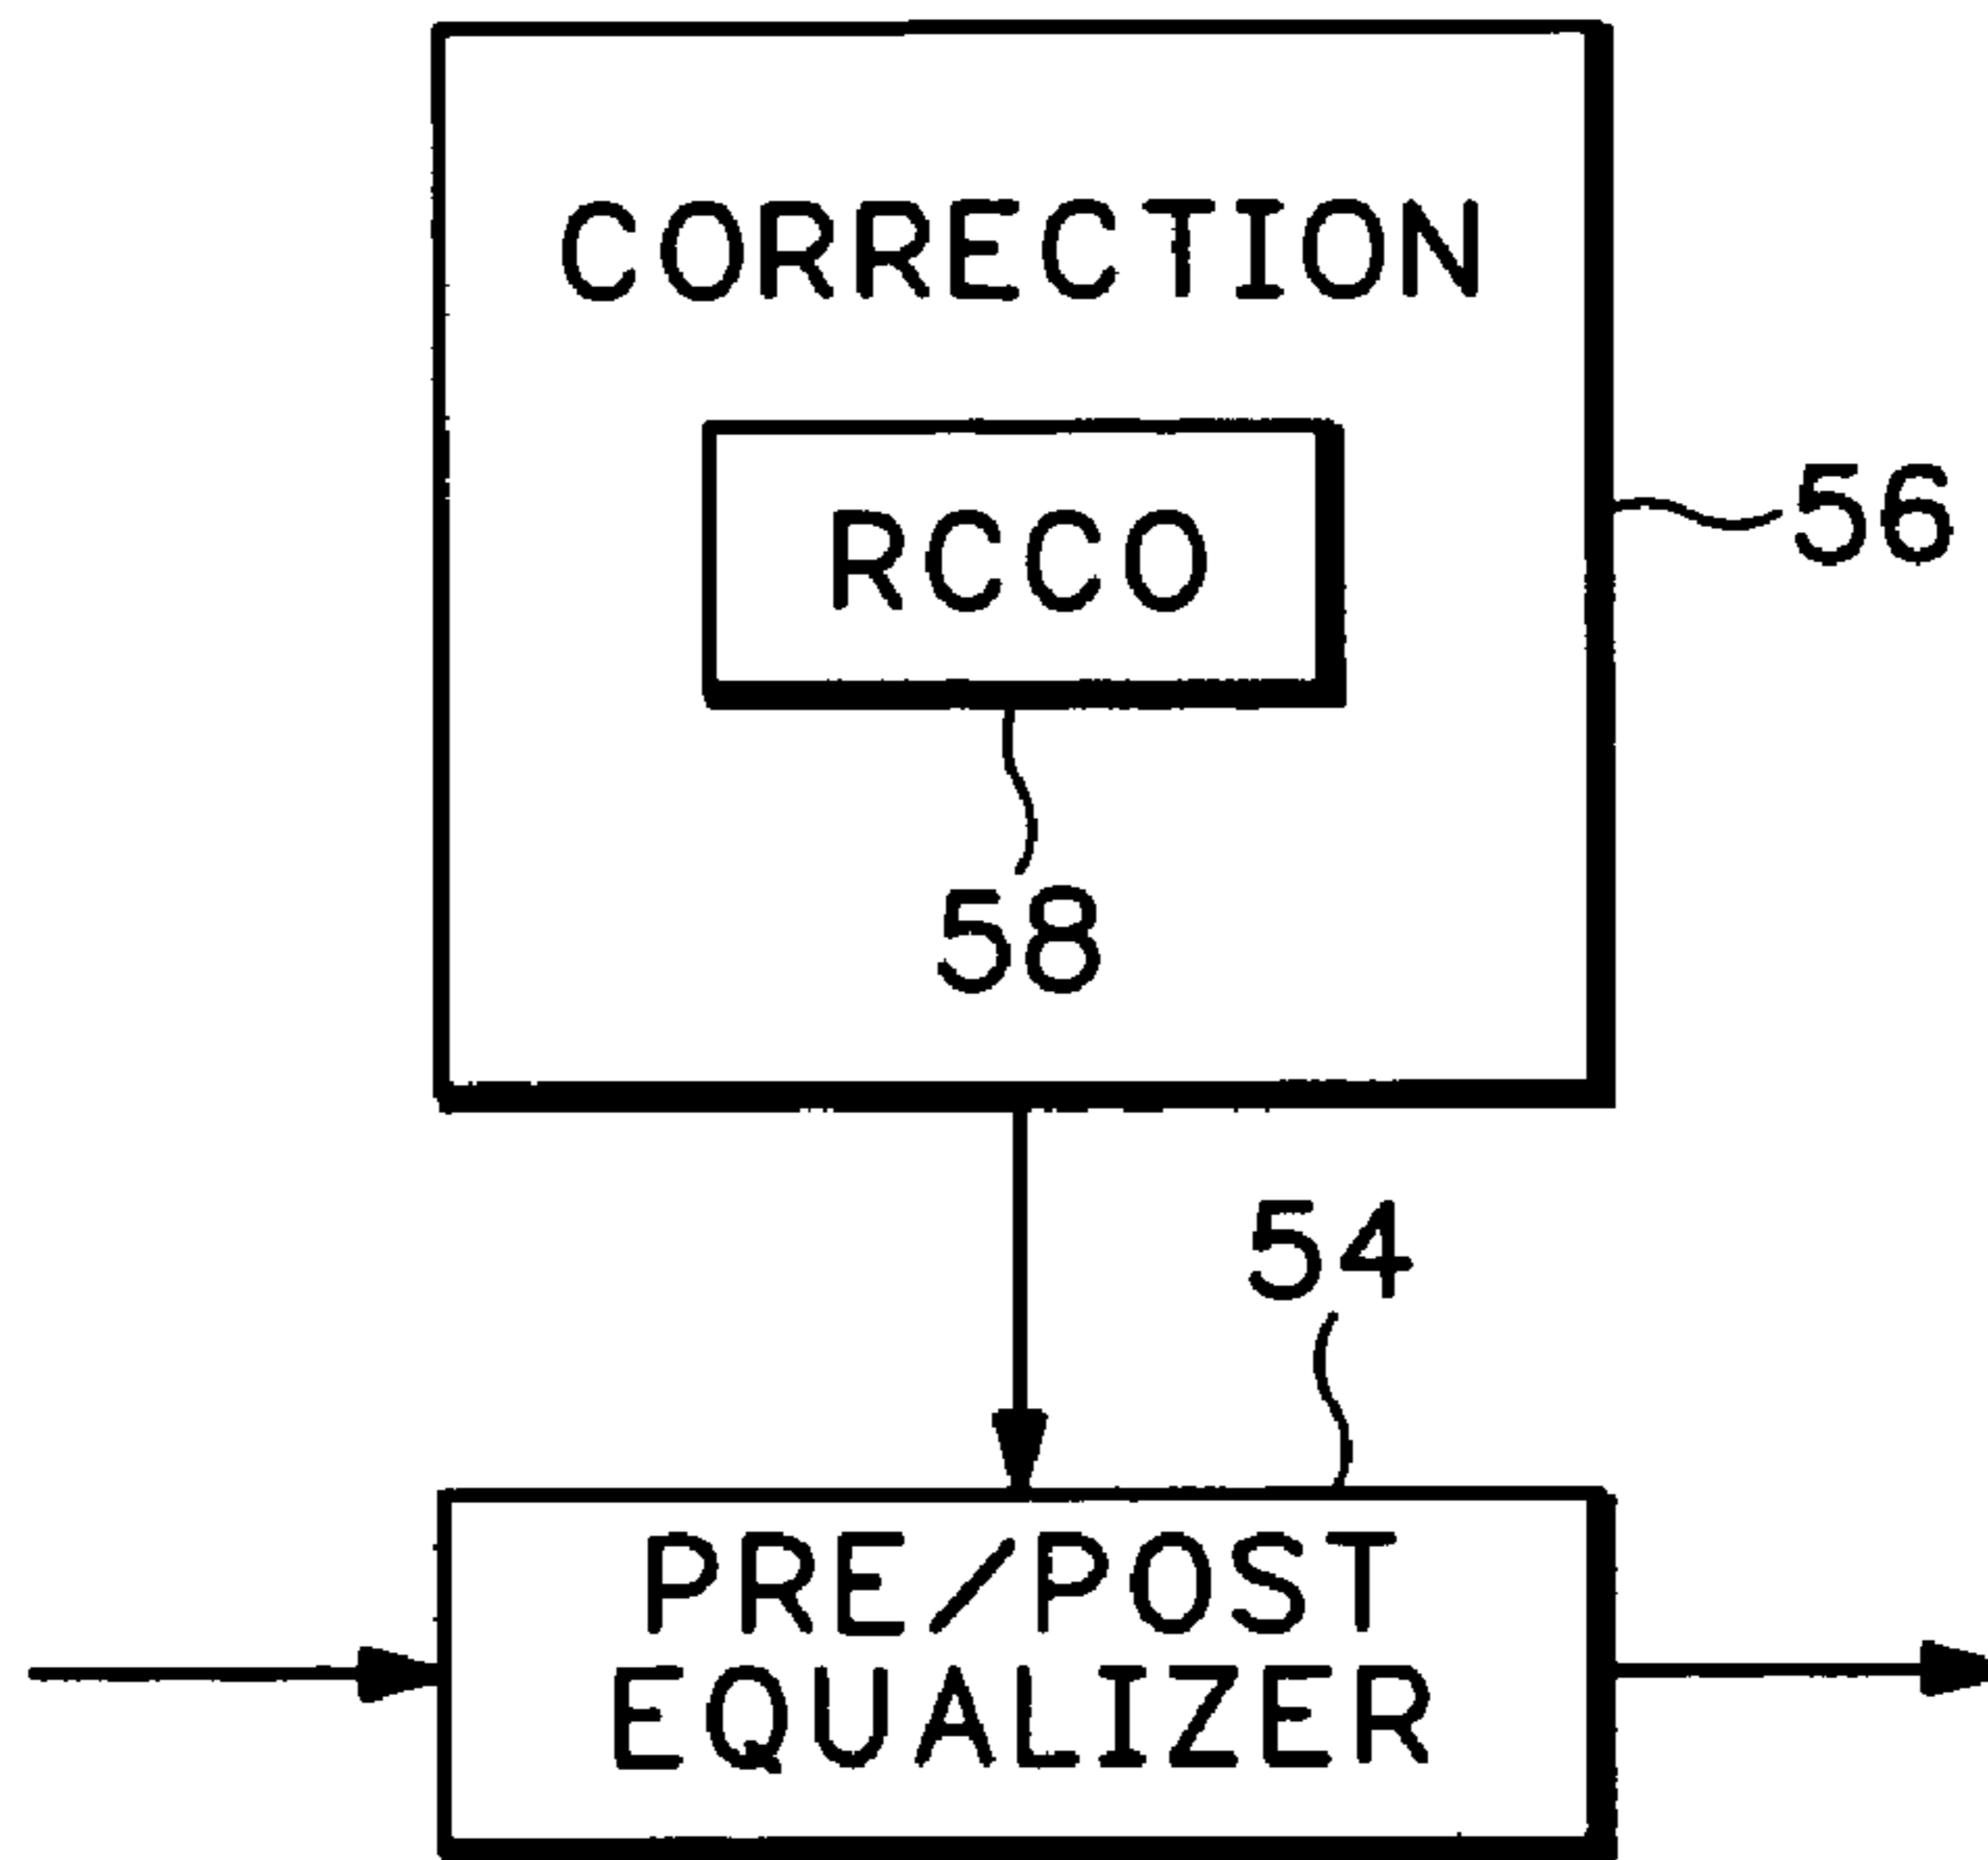 CORRECTION
RCCO
56
58
54
PRE/POST
EQUALIZER